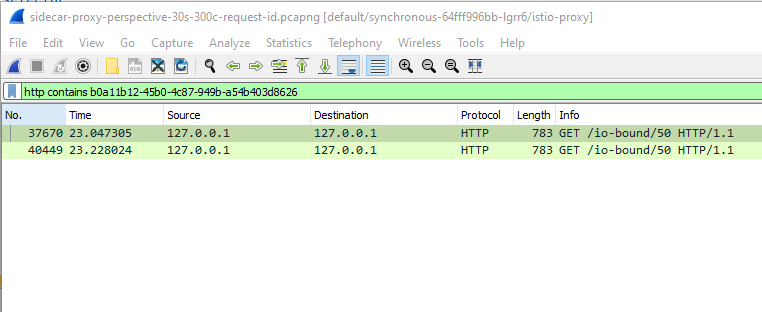 sidecar-proxy-perspective-30s-300c-request-id.pcapng [default/synchronous-64fff996bb-lgrr6/istio-proxy]
File Edit View Go Capture Analyze Statistics Telephony Wireless Tools Help
http contains b0a11b12-45b0-4c87-949b-a54b403d8626
No. Time Source Destination Protocol Length Info
37670 23.047305 127.0.0.1 127.0.0.1 HTTP 783 GET /io-bound/50 HTTP/1.1
40449 23.228024 127.0.0.1 127.0.0.1 HTTP 783 GET /io-bound/50 HTTP/1.1